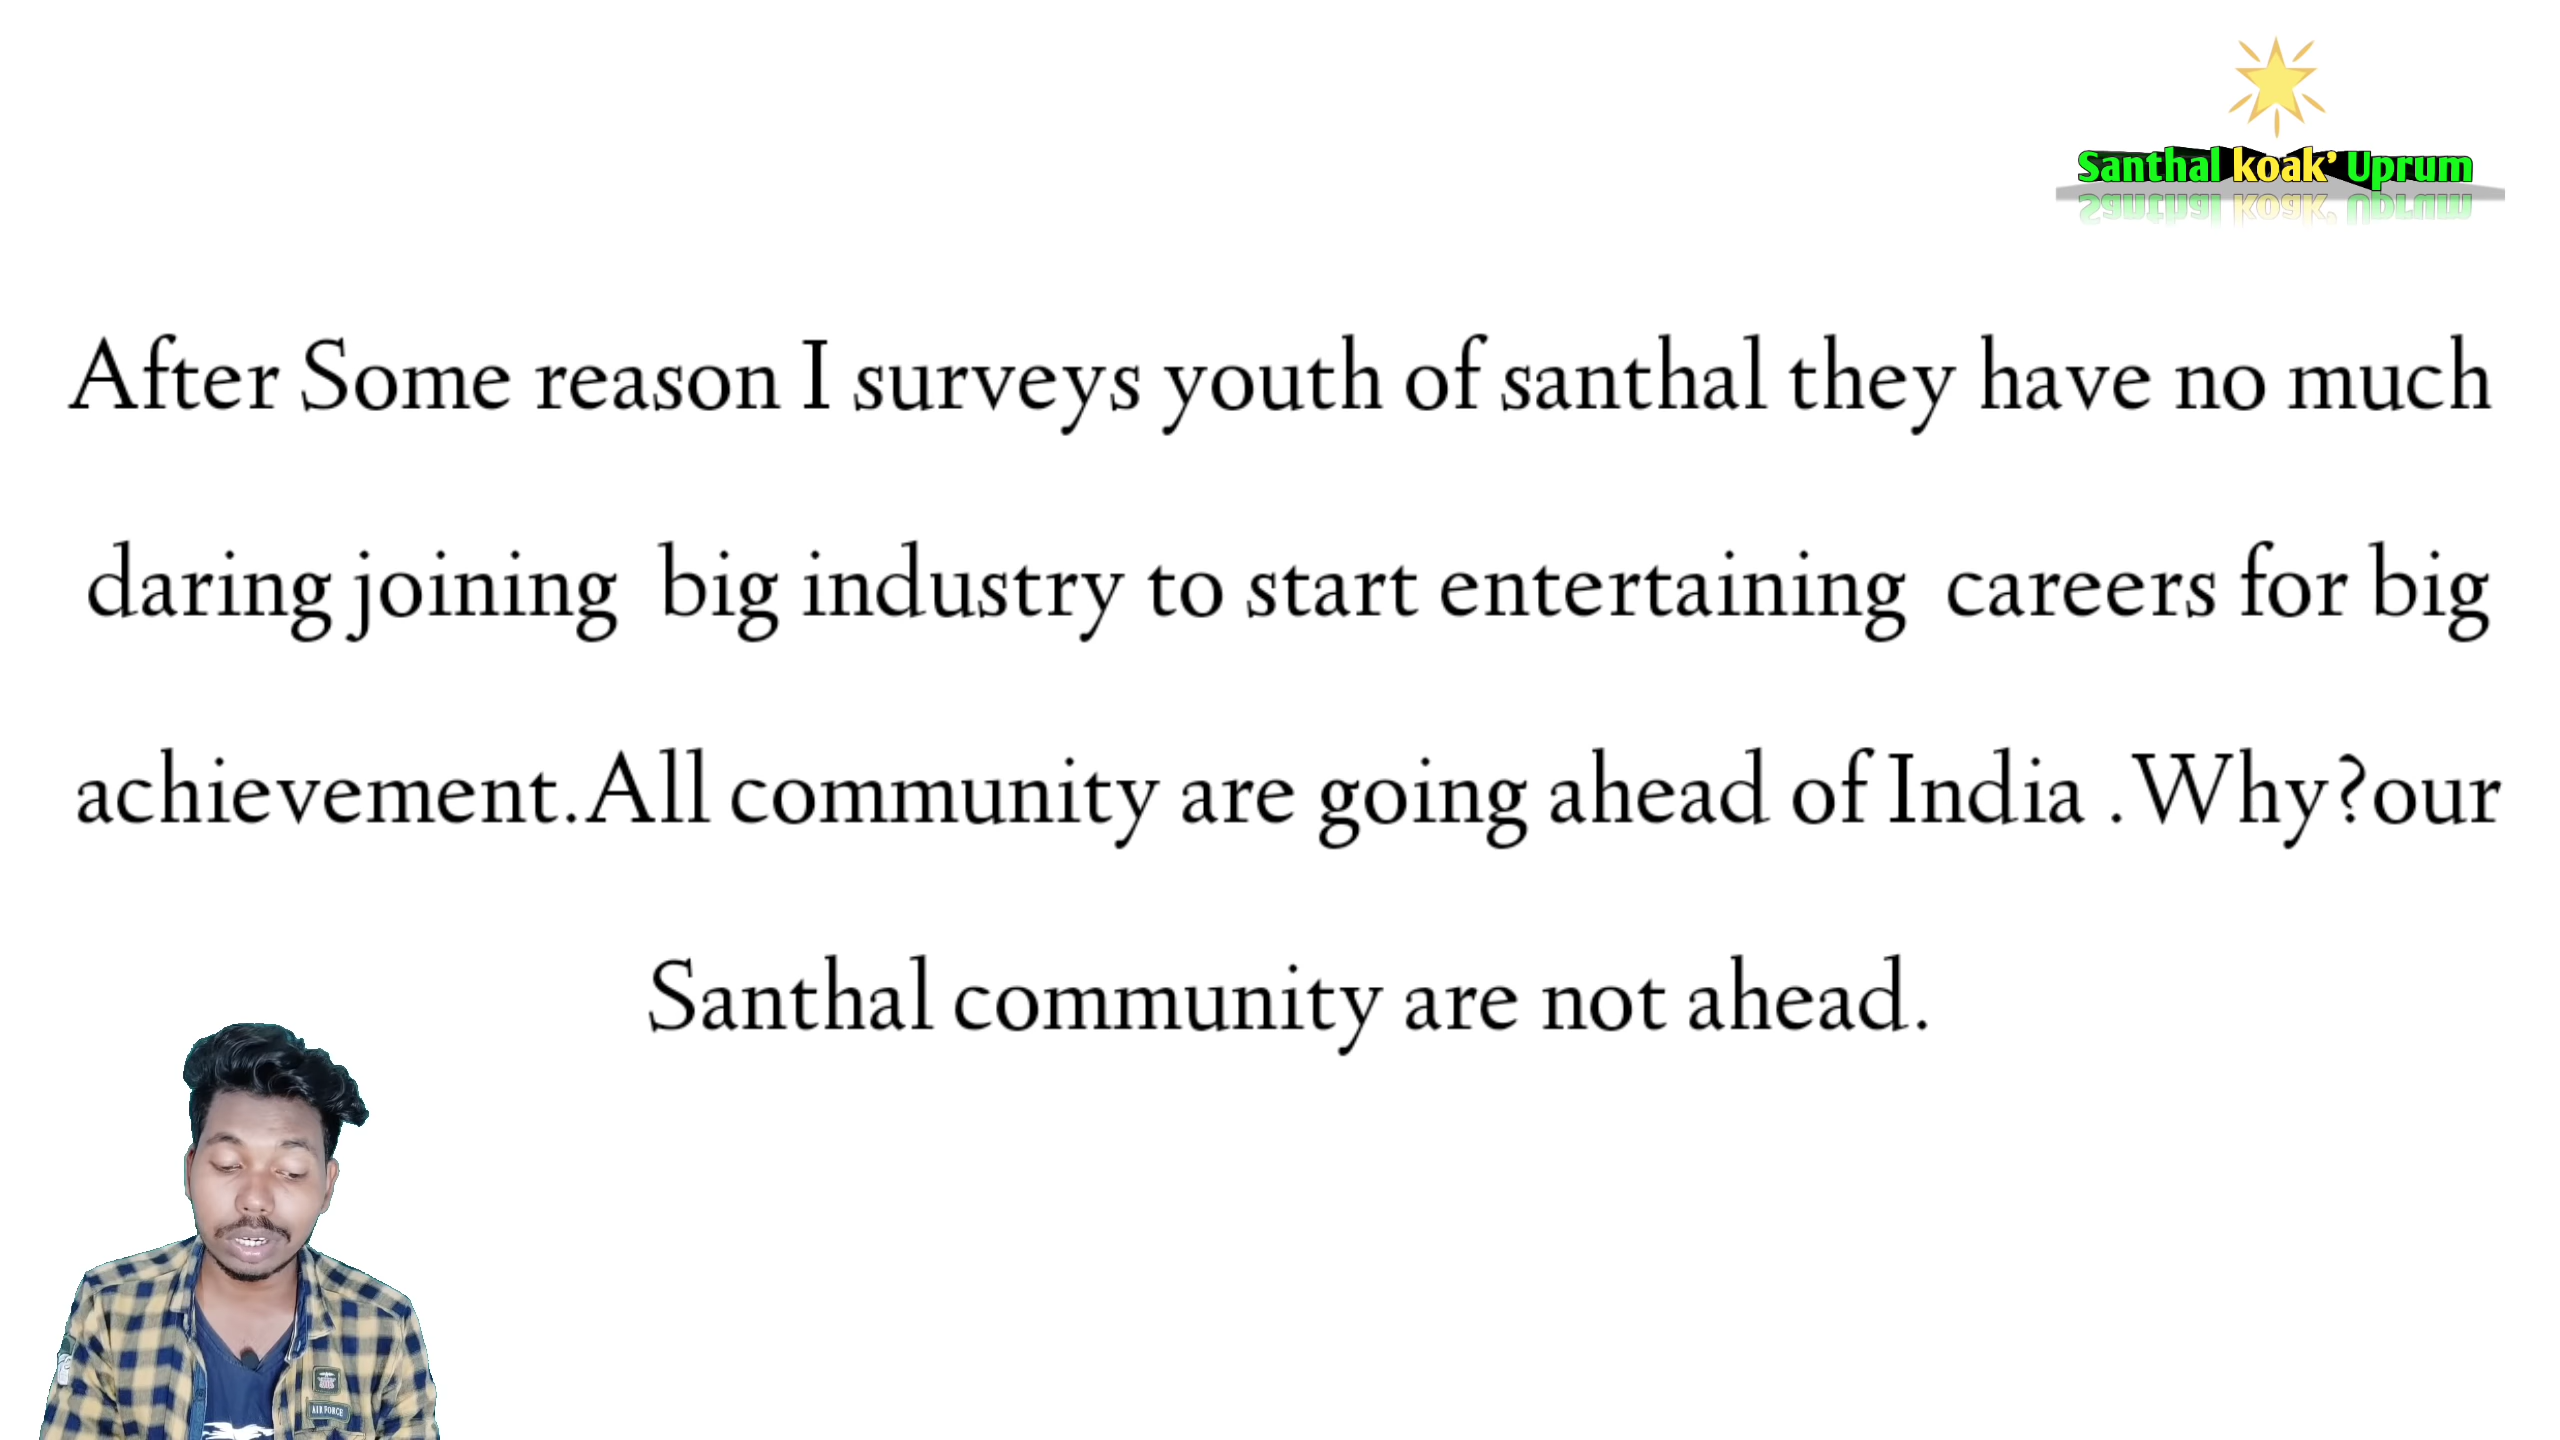 Santhal koak' Uprum
After Some reason I surveys youth of santhal they have no much
daring joining big industry to start entertaining careers for big
achievement.All community are going ahead of India .Why?our
Santhal community are not ahead.
AIR FORCE